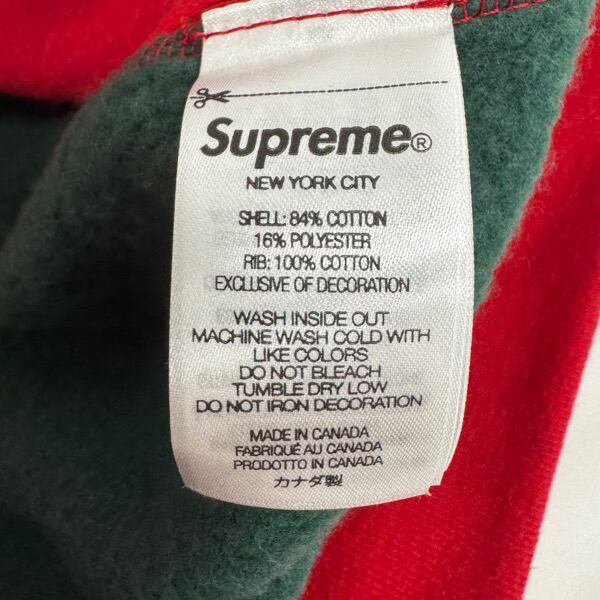 Supreme®
NEW YORK CITY
SHELL: 84% COTTON
16% POLYESTER
RIB: 100% COTTON
EXCLUSIVE OF DECORATION
WASH INSIDE OUT
MACHINE WASH COLD WITH
LIKE COLORS
DO NOT BLEACH
TUMBLE DRY LOW
DO NOT IRON DECORATION
MADE IN CANADA
FABRIQUÉ AU CANADA
PRODOTTO IN CANADA
カナダ製